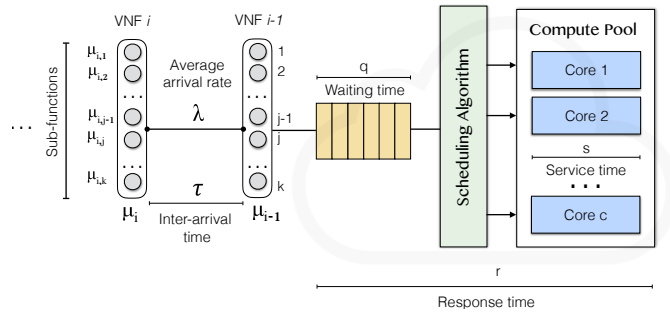 VNF i
VNF i-1
Compute Pool
Sub-functions
...
μi,1
μi,2
...
μi,j-1
μi,j
...
μi,k
μi
Average
arrival rate
λ
τ
Inter-arrival
time
1
2
...
j-1
j
...
k
μi-1
q
Waiting time
Scheduling Algorithm
Core 1
Core 2
s
Service time
...
Core c
r
Response time